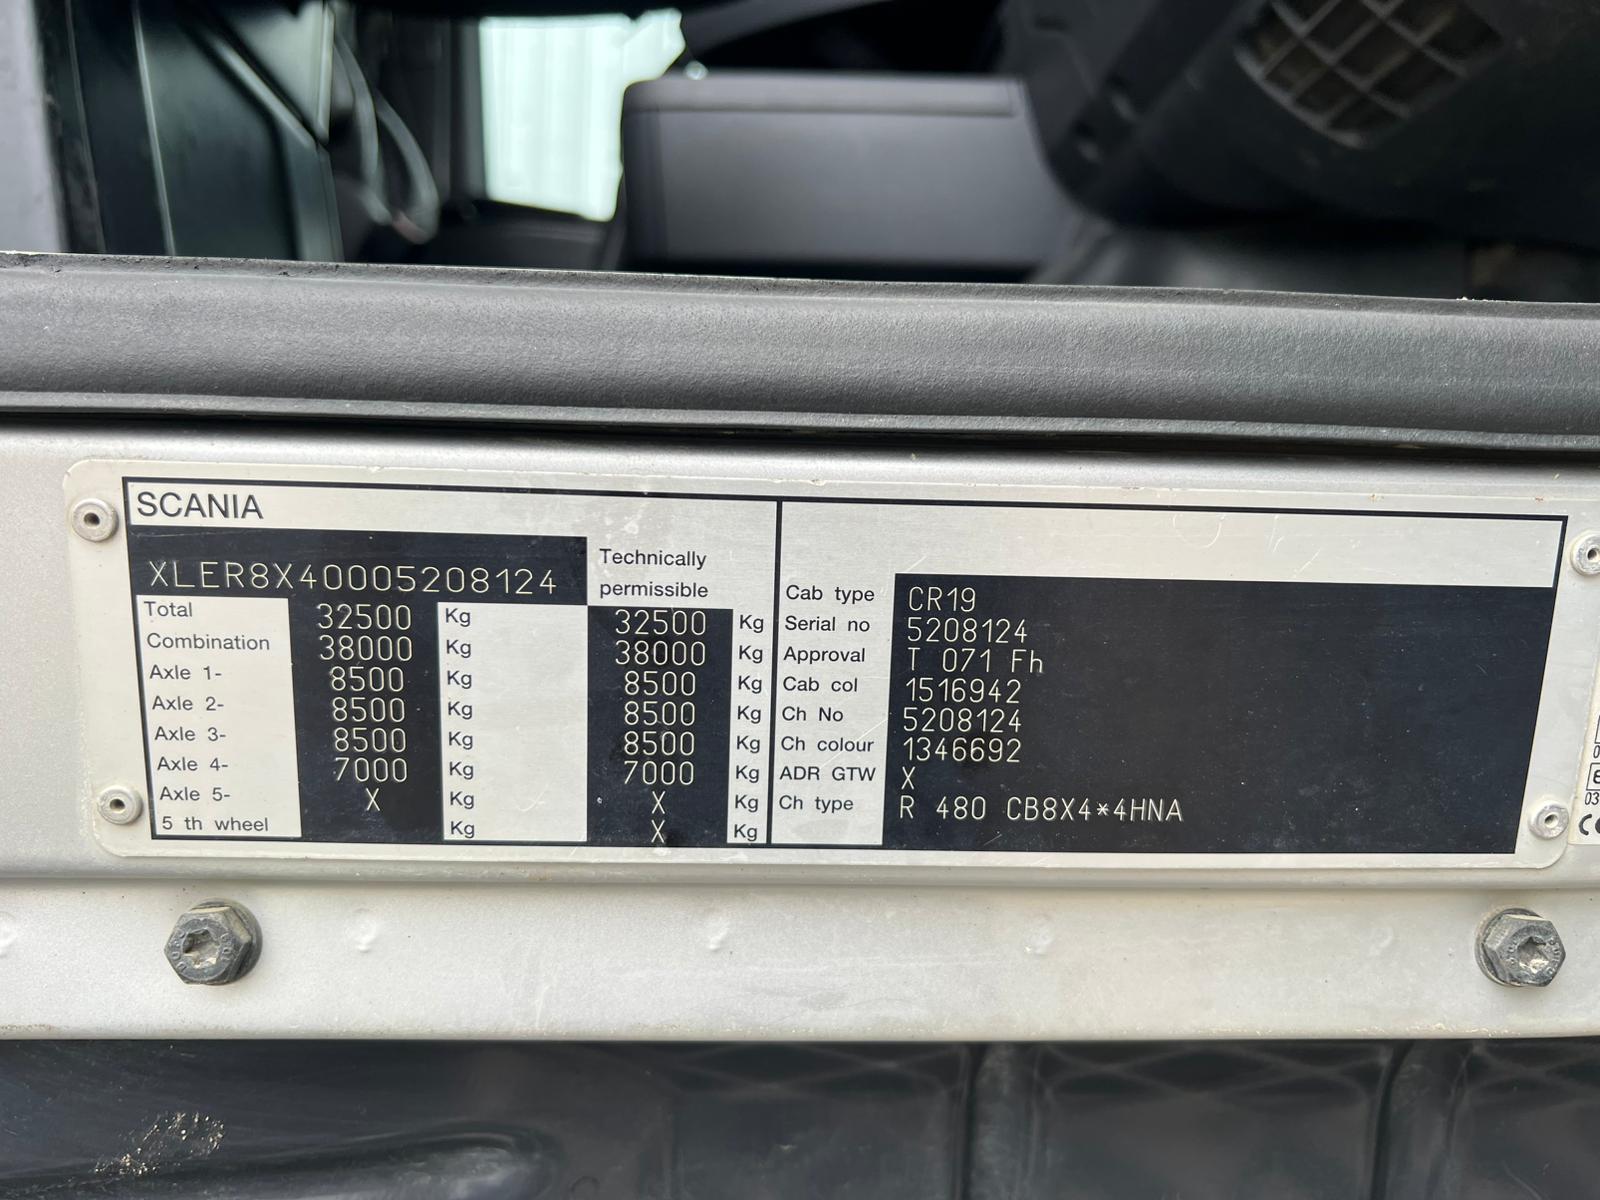 SCANIA
XLER8X40005208124
Technically
permissible
Total 32500 Kg 32500 Kg
Combination 38000 Kg 38000 Kg
Axle 1- 8500 Kg 8500 Kg
Axle 2- 8500 Kg 8500 Kg
Axle 3- 8500 Kg 8500 Kg
Axle 4- 7000 Kg 7000 Kg
Axle 5- X Kg X Kg
5 th wheel Kg X Kg
Cab type CR19
Serial no 5208124
Approval T 071 Fh
Cab col 1516942
Ch No 5208124
Ch colour 1346692
ADR GTW X
Ch type R 480 CB8X4*4HNA